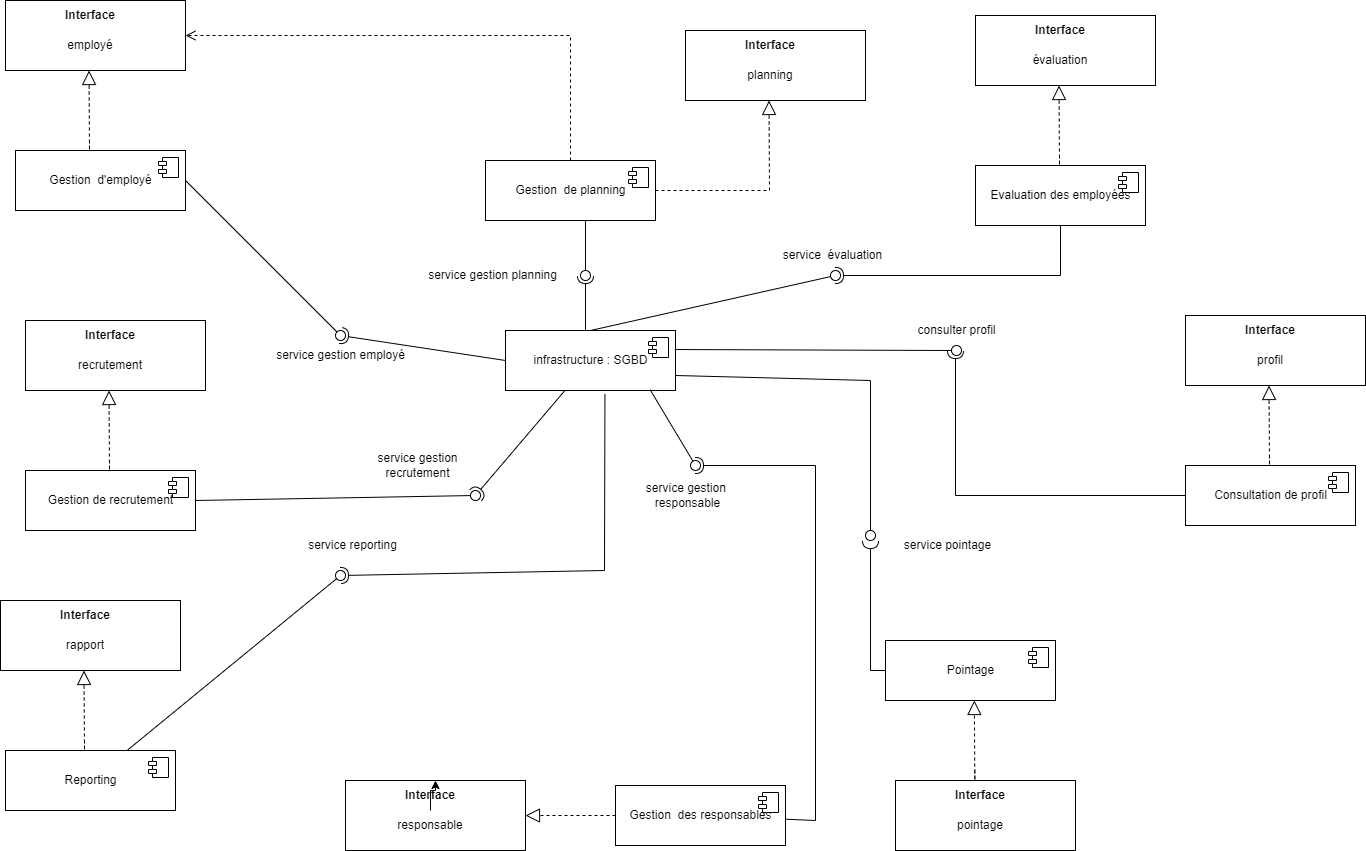 Interface
employé
Interface
planning
Interface
évaluation
Gestion  d'employé
Gestion  de planning
Evaluation des employées
service gestion planning
service  évaluation
service gestion employé
Interface
recrutement
infrastructure : SGBD
consulter profil
Interface
profil
service gestion
recrutement
Gestion de recrutement
service gestion
responsable
Consultation de profil
service reporting
service pointage
Interface
rapport
Pointage
Reporting
Interface
responsable
Gestion  des responsables
Interface
pointage